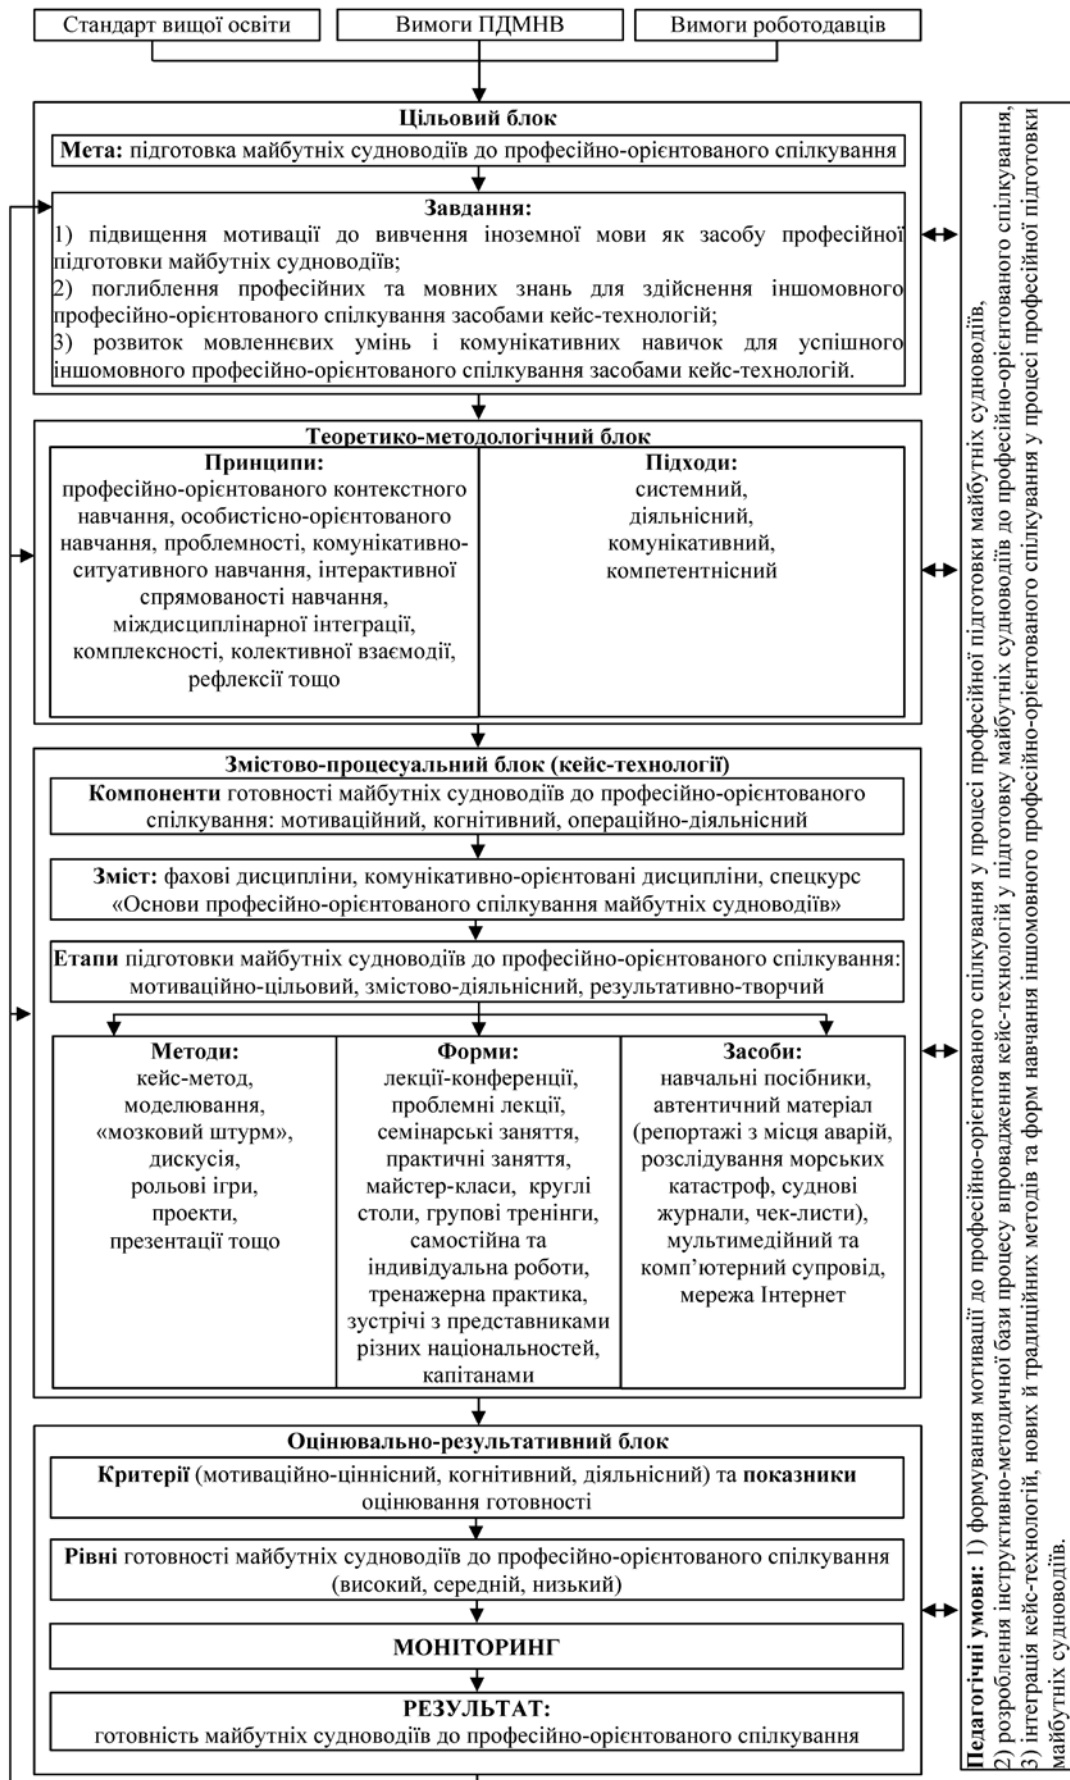 Стандарт вищої освіти
Вимоги ПДМНВ
Вимоги роботодавців
Цільовий блок
Мета: підготовка майбутніх судноводіїв до професійно-орієнтованого спілкування
Завдання:
1) підвищення мотивації до вивчення іноземної мови як засобу професійної
підготовки майбутніх судноводіїв;
2) поглиблення професійних та мовних знань для здійснення іншомовного
професійно-орієнтованого спілкування засобами кейс-технологій;
3) розвиток мовленнєвих умінь і комунікативних навичок для успішного
іншомовного професійно-орієнтованого спілкування засобами кейс-технологій.
Теоретико-методологічний блок
Принципи:
професійно-орієнтованого контекстного
навчання, особистісно-орієнтованого
навчання, проблемності, комунікативно-
ситуативного навчання, інтерактивної
спрямованості навчання,
міждисциплінарної інтеграції,
комплексності, колективної взаємодії,
рефлексії тощо
Підходи:
системний,
діяльнісний,
комунікативний,
компетентнісний
Змістово-процесуальний блок (кейс-технології)
Компоненти готовності майбутніх судноводіїв до професійно-орієнтованого
спілкування: мотиваційний, когнітивний, операційно-діяльнісний
Зміст: фахові дисципліни, комунікативно-орієнтовані дисципліни, спецкурс
«Основи професійно-орієнтованого спілкування майбутніх судноводіїв»
Етапи підготовки майбутніх судноводіїв до професійно-орієнтованого спілкування:
мотиваційно-цільовий, змістово-діяльнісний, результативно-творчий
Методи:
кейс-метод,
моделювання,
«мозковий штурм»,
дискусія,
рольові ігри,
проекти,
презентації тощо
Форми:
лекції-конференції,
проблемні лекції,
семінарські заняття,
практичні заняття,
майстер-класи, круглі
столи, групові тренінги,
самостійна та
індивідуальна роботи,
тренажерна практика,
зустрічі з представниками
різних національностей,
капітанами
Засоби:
навчальні посібники,
автентичний матеріал
(репортажі з місця аварій,
розслідування морських
катастроф, суднові
журнали, чек-листи),
мультимедійний та
комп’ютерний супровід,
мережа Інтернет
Оцінювально-результативний блок
Критерії (мотиваційно-ціннісний, когнітивний, діяльнісний) та показники
оцінювання готовності
Рівні готовності майбутніх судноводіїв до професійно-орієнтованого спілкування
(високий, середній, низький)
МОНІТОРИНГ
РЕЗУЛЬТАТ:
готовність майбутніх судноводіїв до професійно-орієнтованого спілкування
Педагогічні умови: 1) формування мотивації до професійно-орієнтованого спілкування у процесі професійної підготовки майбутніх судноводіїв,
2) розроблення інструктивно-методичної бази процесу впровадження кейс-технологій у підготовку майбутніх судноводіїв до професійно-орієнтованого спілкування,
3) інтеграція кейс-технологій, нових й традиційних методів та форм навчання іншомовного професійно-орієнтованого спілкування у процесі професійної підготовки
майбутніх судноводіїв.